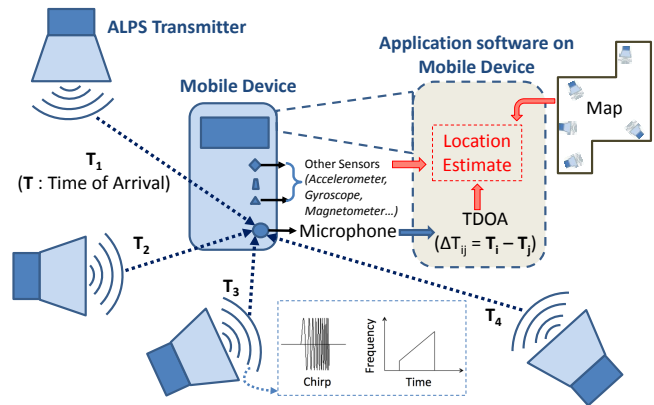 ALPS Transmitter
Application software on
Mobile Device
Mobile Device
Map
Location
Estimate
T1
(T : Time of Arrival)
Other Sensors
(Accelerometer,
Gyroscope,
Magnetometer...)
TDOA
(ΔTij = Ti – Tj)
Microphone
T2
T3
T4
Frequency
Chirp
Time